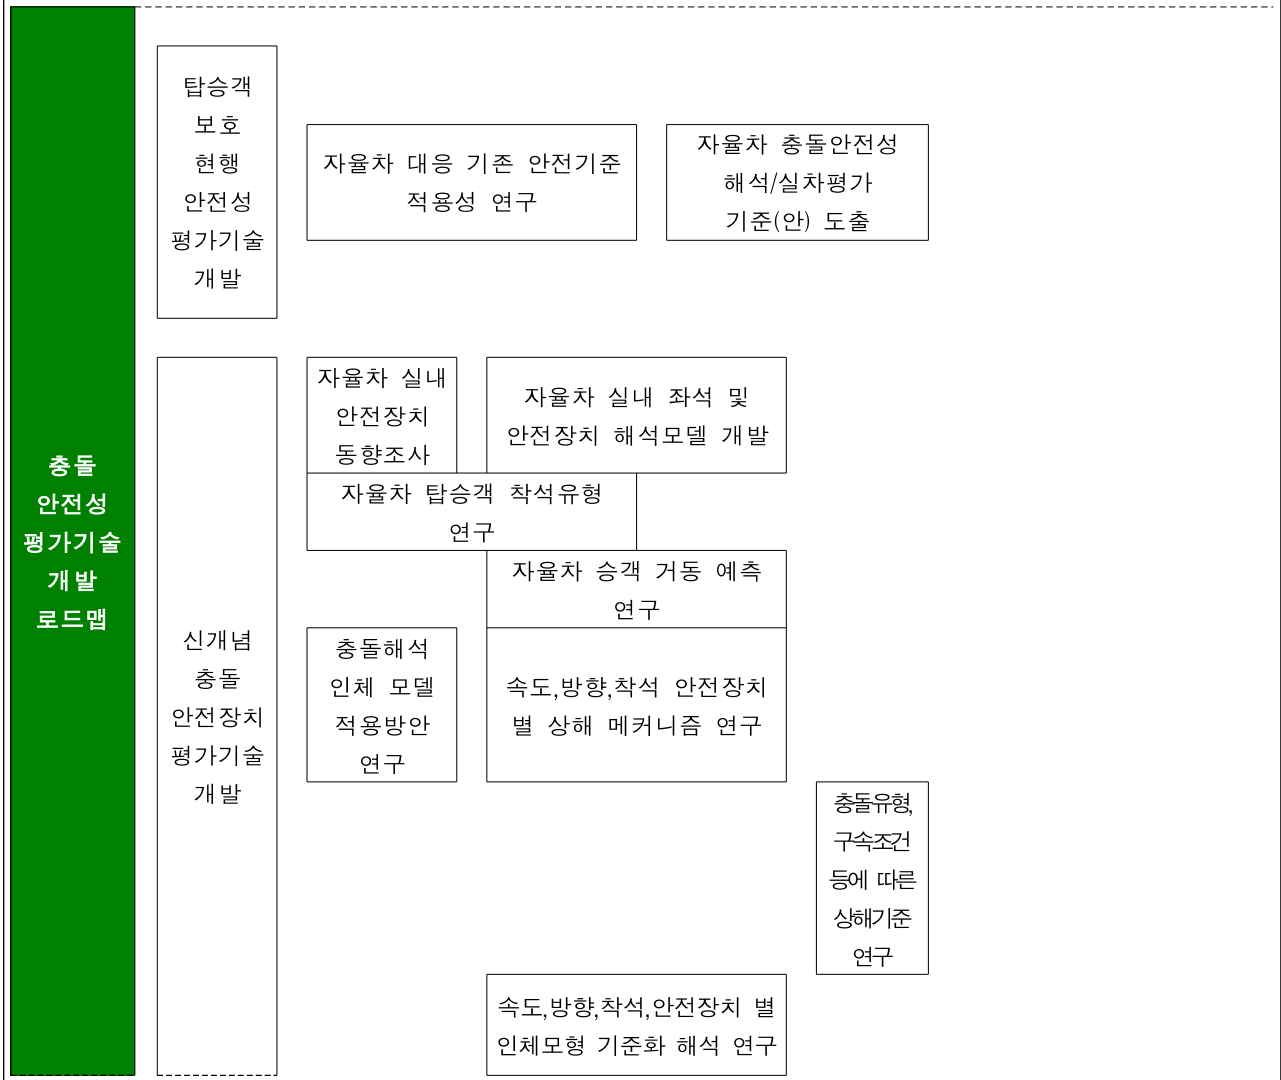 충돌
안전성
평가기술
개발
로드맵
탑승객
보호
현행
안전성
평가기술
개발
자율차 대응 기존 안전기준
적용성 연구
자율차 충돌안전성
해석/실차평가
기준(안) 도출
신개념
충돌
안전장치
평가기술
개발
자율차 실내
안전장치
동향조사
자율차 실내 좌석 및
안전장치 해석모델 개발
자율차 탑승객 착석유형
연구
자율차 승객 거동 예측
연구
충돌해석
인체 모델
적용방안
연구
속도,방향,착석 안전장치
별 상해 메커니즘 연구
충돌유형,
구속조건
등에 따른
상해기준
연구
속도,방향,착석,안전장치 별
인체모형 기준화 해석 연구